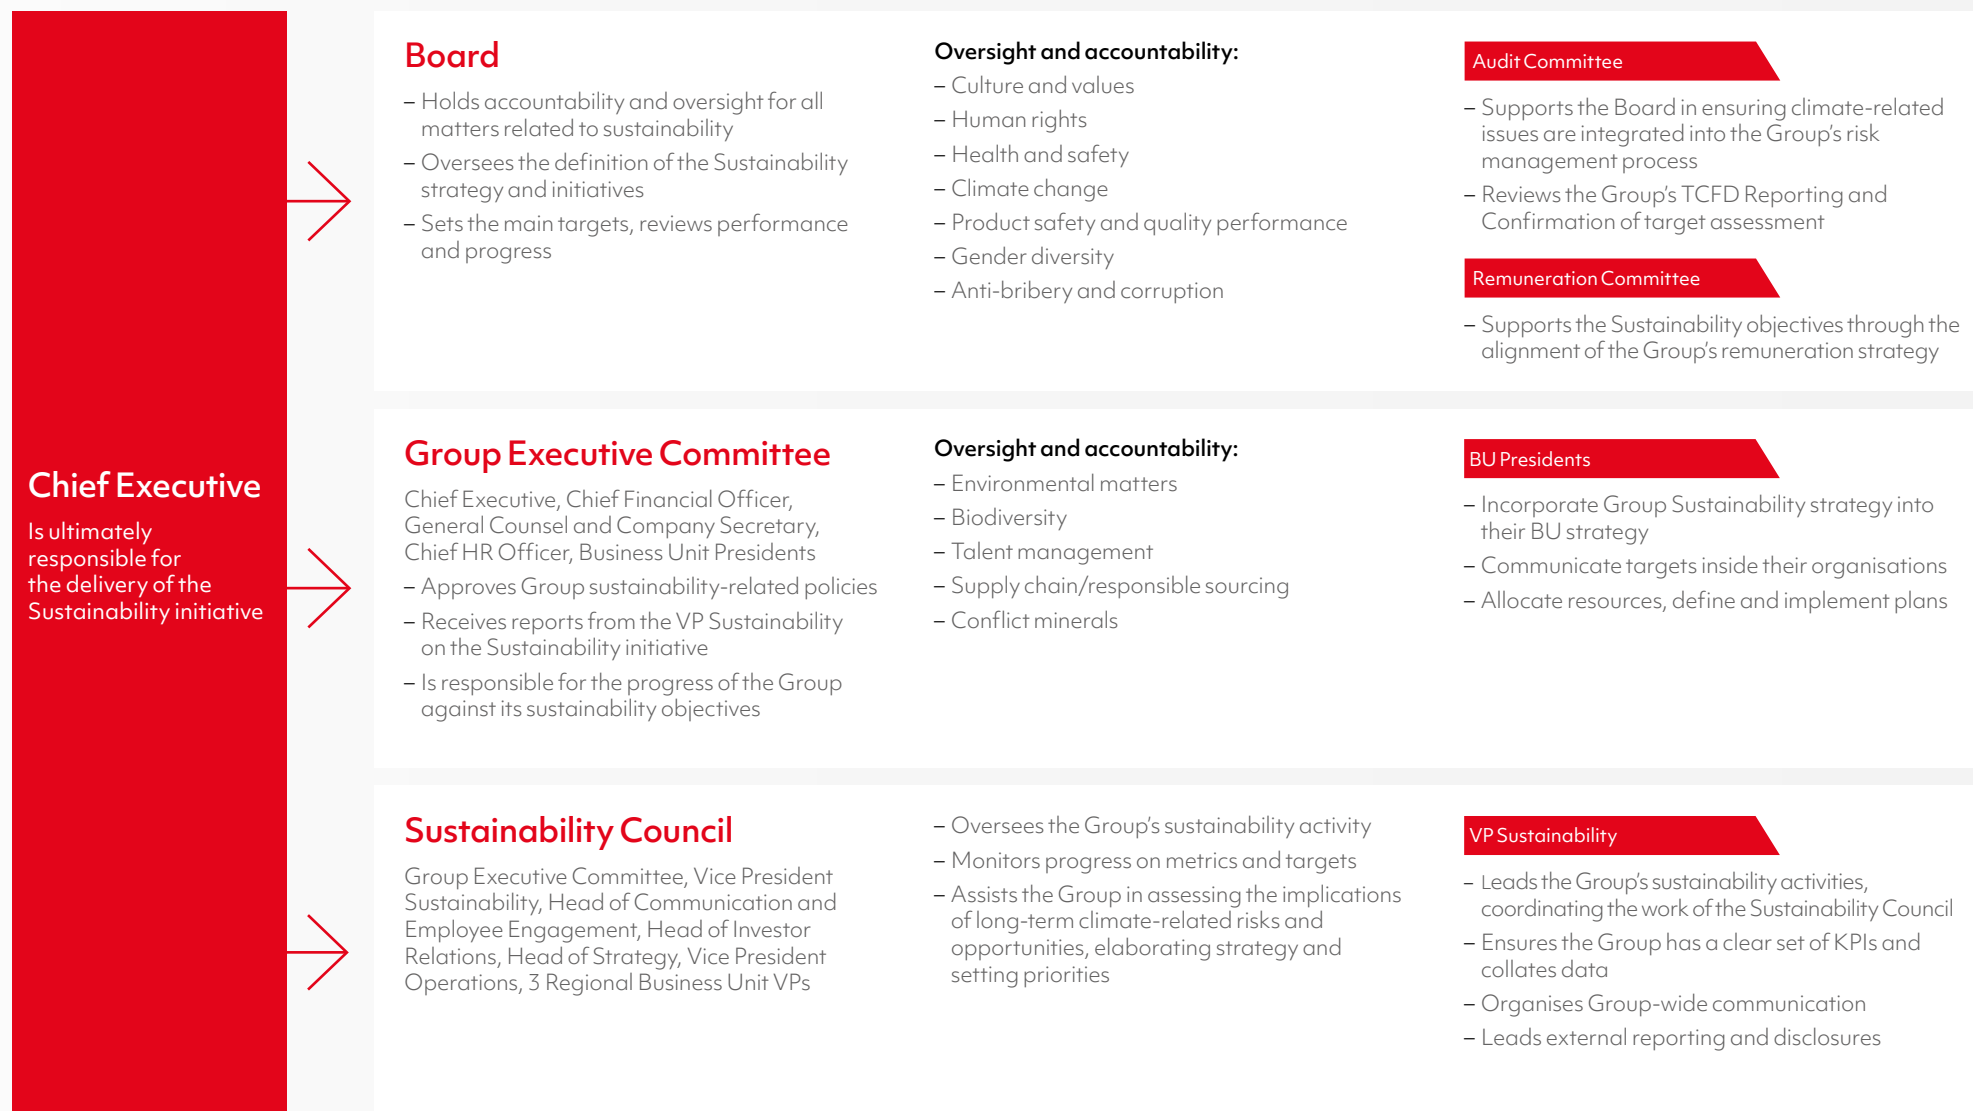 Chief Executive
Is ultimately
responsible for
the delivery of the
Sustainability initiative
Board
– Holds accountability and oversight for all
matters related to sustainability
– Oversees the definition of the Sustainability
strategy and initiatives
– Sets the main targets, reviews performance
and progress
Oversight and accountability:
– Culture and values
– Human rights
– Health and safety
– Climate change
– Product safety and quality performance
– Gender diversity
– Anti-bribery and corruption
Audit Committee
– Supports the Board in ensuring climate-related
issues are integrated into the Group’s risk
management process
– Reviews the Group’s TCFD Reporting and
Confirmation of target assessment
Remuneration Committee
– Supports the Sustainability objectives through the
alignment of the Group’s remuneration strategy
Group Executive Committee
Chief Executive, Chief Financial Officer,
General Counsel and Company Secretary,
Chief HR Officer, Business Unit Presidents
– Approves Group sustainability-related policies
– Receives reports from the VP Sustainability
on the Sustainability initiative
– Is responsible for the progress of the Group
against its sustainability objectives
Oversight and accountability:
– Environmental matters
– Biodiversity
– Talent management
– Supply chain/responsible sourcing
– Conflict minerals
BU Presidents
– Incorporate Group Sustainability strategy into
their BU strategy
– Communicate targets inside their organisations
– Allocate resources, define and implement plans
Sustainability Council
Group Executive Committee, Vice President
Sustainability, Head of Communication and
Employee Engagement, Head of Investor
Relations, Head of Strategy, Vice President
Operations, 3 Regional Business Unit VPs
– Oversees the Group’s sustainability activity
– Monitors progress on metrics and targets
– Assists the Group in assessing the implications
of long-term climate-related risks and
opportunities, elaborating strategy and
setting priorities
VP Sustainability
– Leads the Group’s sustainability activities,
coordinating the work of the Sustainability Council
– Ensures the Group has a clear set of KPIs and
collates data
– Organises Group-wide communication
– Leads external reporting and disclosures